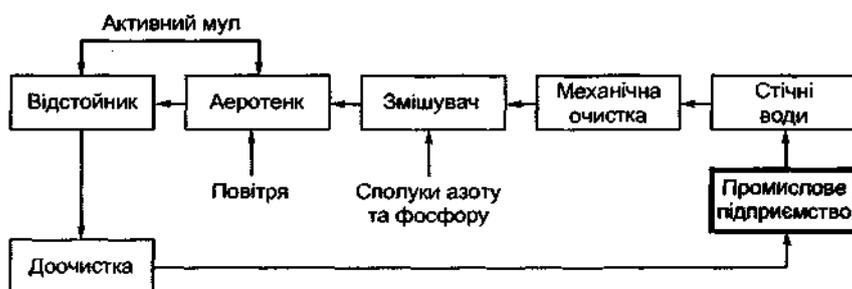 Активний мул
Відстойник
Аеротенк
Змішувач
Механічна
очистка
Стічні
води
Повітря
Сполуки азоту
та фосфору
Промислове
підприємство
Доочистка